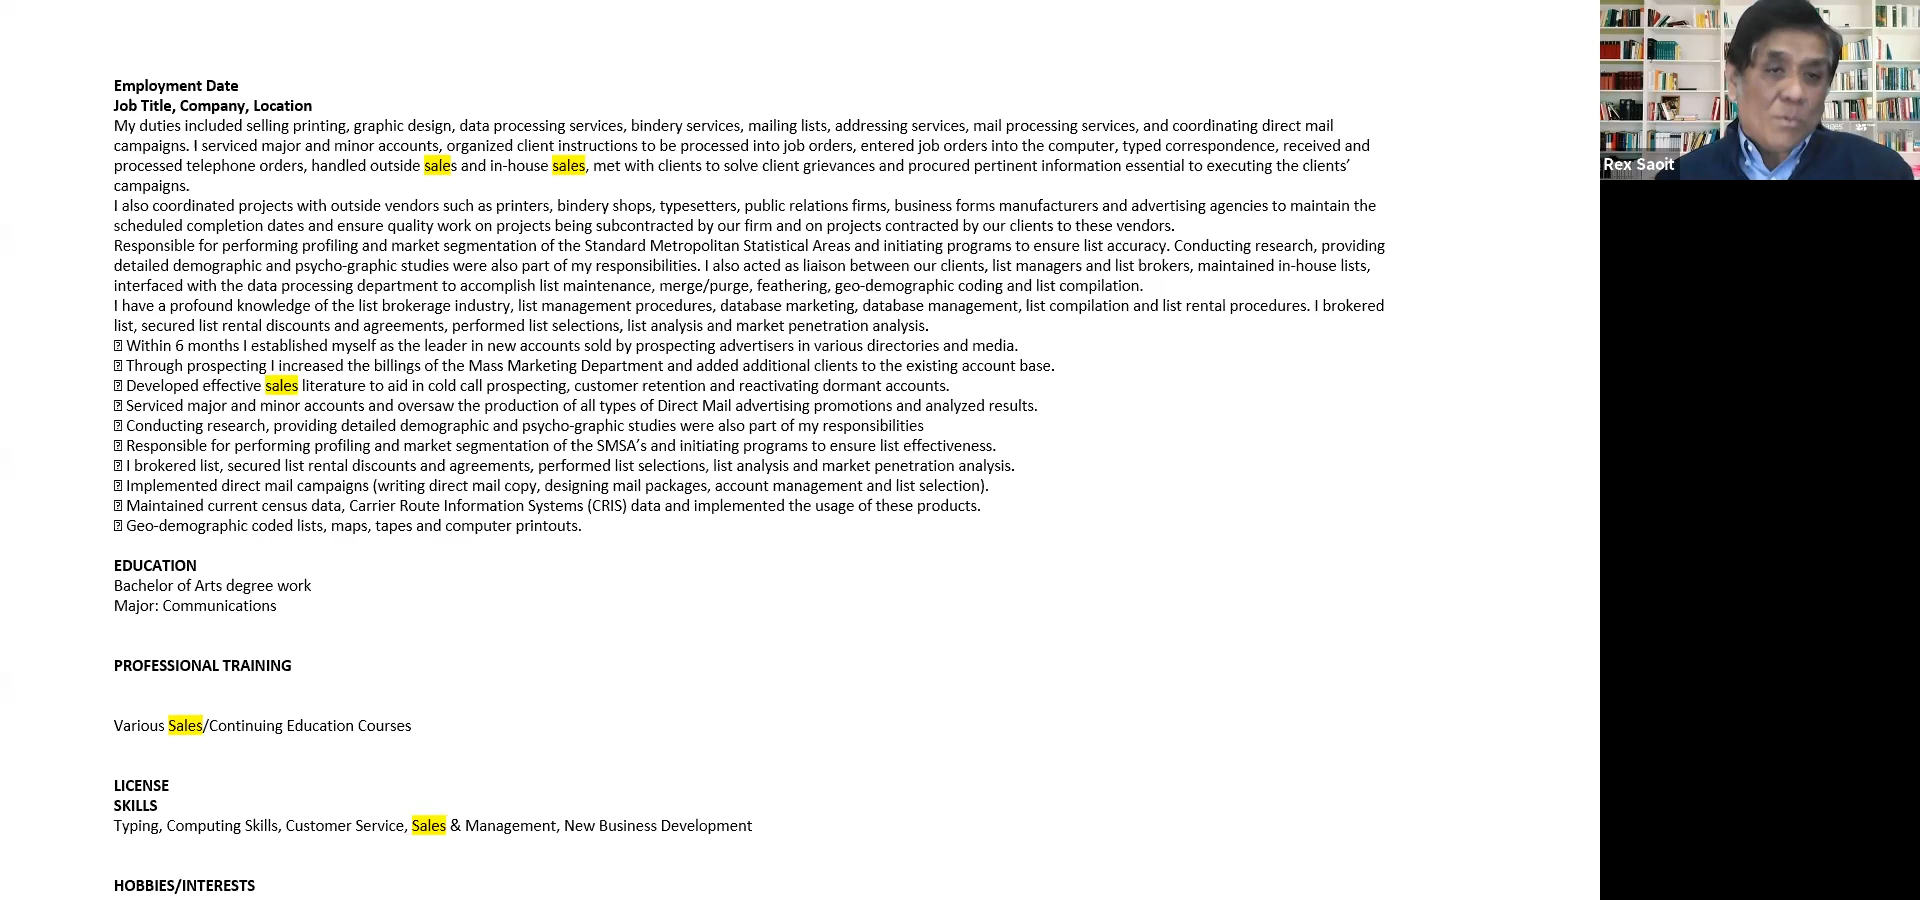 Employment Date
Job Title, Company, Location
My duties included selling printing, graphic design, data processing services, bindery services, mailing lists, addressing services, mail processing services, and coordinating direct mail
campaigns. I serviced major and minor accounts, organized client instructions to be processed into job orders, entered job orders into the computer, typed correspondence, received and
processed telephone orders, handled outside sales and in-house sales, met with clients to solve client grievances and procured pertinent information essential to executing the clients’
campaigns.
I also coordinated projects with outside vendors such as printers, bindery shops, typesetters, public relations firms, business forms manufacturers and advertising agencies to maintain the
scheduled completion dates and ensure quality work on projects being subcontracted by our firm and on projects contracted by our clients to these vendors.
Responsible for performing profiling and market segmentation of the Standard Metropolitan Statistical Areas and initiating programs to ensure list accuracy. Conducting research, providing
detailed demographic and psycho-graphic studies were also part of my responsibilities. I also acted as liaison between our clients, list managers and list brokers, maintained in-house lists,
interfaced with the data processing department to accomplish list maintenance, merge/purge, feathering, geo-demographic coding and list compilation.
I have a profound knowledge of the list brokerage industry, list management procedures, database marketing, database management, list compilation and list rental procedures. I brokered
list, secured list rental discounts and agreements, performed list selections, list analysis and market penetration analysis.
Within 6 months I established myself as the leader in new accounts sold by prospecting advertisers in various directories and media.
Through prospecting I increased the billings of the Mass Marketing Department and added additional clients to the existing account base.
Developed effective sales literature to aid in cold call prospecting, customer retention and reactivating dormant accounts.
Serviced major and minor accounts and oversaw the production of all types of Direct Mail advertising promotions and analyzed results.
Conducting research, providing detailed demographic and psycho-graphic studies were also part of my responsibilities
Responsible for performing profiling and market segmentation of the SMSA’s and initiating programs to ensure list effectiveness.
I brokered list, secured list rental discounts and agreements, performed list selections, list analysis and market penetration analysis.
Implemented direct mail campaigns (writing direct mail copy, designing mail packages, account management and list selection).
Maintained current census data, Carrier Route Information Systems (CRIS) data and implemented the usage of these products.
Geo-demographic coded lists, maps, tapes and computer printouts.
EDUCATION
Bachelor of Arts degree work
Major: Communications
PROFESSIONAL TRAINING
Various Sales/Continuing Education Courses
LICENSE
SKILLS
Typing, Computing Skills, Customer Service, Sales & Management, New Business Development
HOBBIES/INTERESTS
Rex Saoit